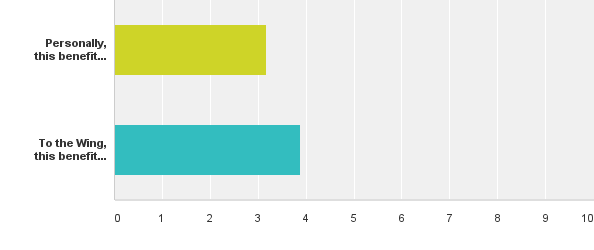 Personally,
this benefit...
To the Wing,
this benefit...
0 1 2 3 4 5 6 7 8 9 10